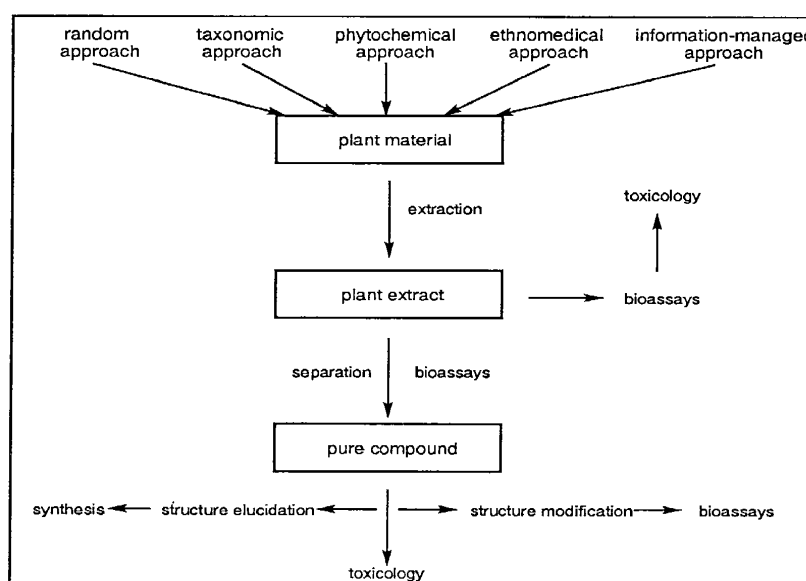 random taxonomic phytochemical ethnomedical information-managed
approach approach approach approach approach
plant material
extraction
toxicology
plant extract
bioassays
separation bioassays
pure compound
synthesis structure elucidation structure modification bioassays
toxicology